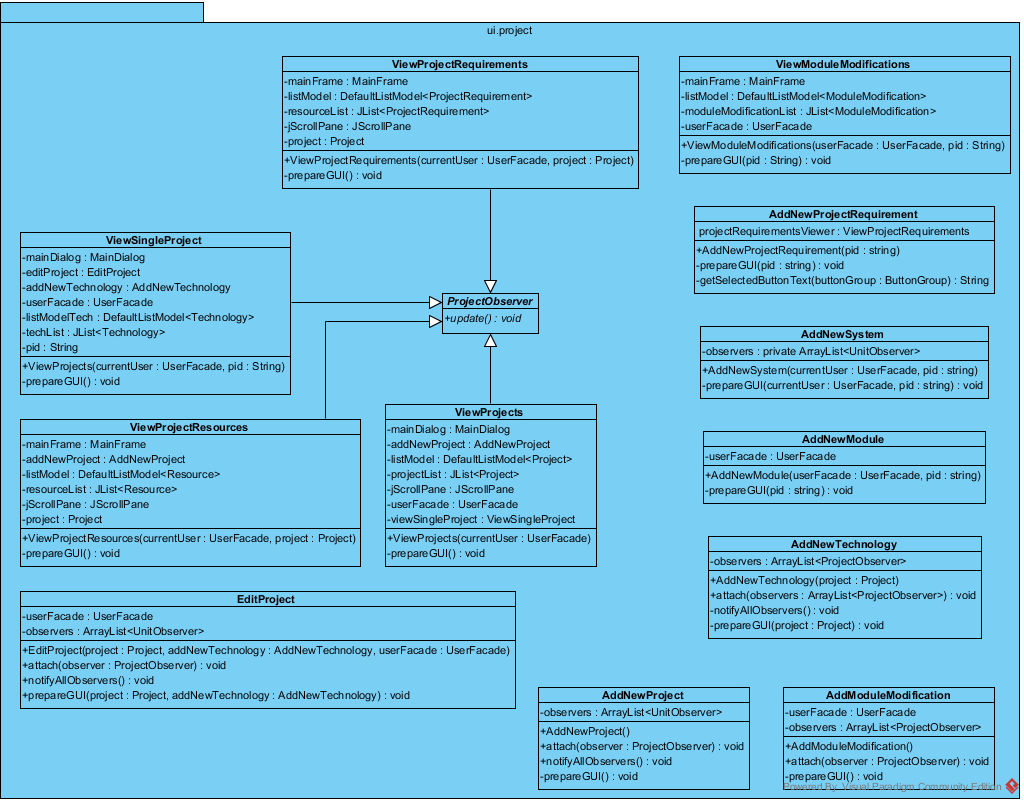 ui.project
ViewProjectRequirements
-mainFrame : MainFrame
-listModel : DefaultListModel<ProjectRequirement>
-resourceList : JList<ProjectRequirement>
-jScrollPane : JScrollPane
-project : Project
+ViewProjectRequirements(currentUser : UserFacade, project : Project)
-prepareGUI() : void
ViewModuleModifications
-mainFrame : MainFrame
-listModel : DefaultListModel<ModuleModification>
-moduleModificationList : JList<ModuleModification>
-userFacade : UserFacade
+ViewModuleModifications(userFacade : UserFacade, pid : String)
-prepareGUI(pid : String) : void
AddNewProjectRequirement
projectRequirementsViewer : ViewProjectRequirements
+AddNewProjectRequirement(pid : string)
-prepareGUI(pid : string) : void
-getSelectedButtonText(buttonGroup : ButtonGroup) : String
ViewSingleProject
-mainDialog : MainDialog
-editProject : EditProject
-addNewTechnology : AddNewTechnology
-userFacade : UserFacade
-listModelTech : DefaultListModel<Technology>
-techList : JList<Technology>
-pid : String
+ViewProjects(currentUser : UserFacade, pid : String)
-prepareGUI() : void
ProjectObserver
+update() : void
AddNewSystem
-observers : private ArrayList<UnitObserver>
+AddNewSystem(currentUser : UserFacade, pid : string)
-prepareGUI(currentUser : UserFacade, pid : string) : void
ViewProjectResources
-mainFrame : MainFrame
-addNewProject : AddNewProject
-listModel : DefaultListModel<Resource>
-resourceList : JList<Resource>
-jScrollPane : JScrollPane
-project : Project
+ViewProjectResources(currentUser : UserFacade, project : Project)
-prepareGUI() : void
ViewProjects
-mainDialog : MainDialog
-addNewProject : AddNewProject
-listModel : DefaultListModel<Project>
-projectList : JList<Project>
-jScrollPane : JScrollPane
-userFacade : UserFacade
-viewSingleProject : ViewSingleProject
+ViewProjects(currentUser : UserFacade)
-prepareGUI() : void
AddNewModule
-userFacade : UserFacade
+AddNewModule(userFacade : UserFacade, pid : string)
-prepareGUI(pid : string) : void
AddNewTechnology
-observers : ArrayList<ProjectObserver>
+AddNewTechnology(project : Project)
+attach(observers : ArrayList<ProjectObserver>) : void
-notifyAllObservers() : void
-prepareGUI(project : Project) : void
EditProject
-userFacade : UserFacade
-observers : ArrayList<UnitObserver>
+EditProject(project : Project, addNewTechnology : AddNewTechnology, userFacade : UserFacade)
+attach(observer : ProjectObserver) : void
+notifyAllObservers() : void
+prepareGUI(project : Project, addNewTechnology : AddNewTechnology) : void
AddNewProject
-observers : ArrayList<UnitObserver>
+AddNewProject()
+attach(observer : ProjectObserver) : void
+notifyAllObservers() : void
-prepareGUI() : void
AddModuleModification
-userFacade : UserFacade
-observers : ArrayList<ProjectObserver>
+AddModuleModification()
+attach(observer : ProjectObserver) : void
-prepareGUI() : void
Powered By Visual Paradigm Community Edition